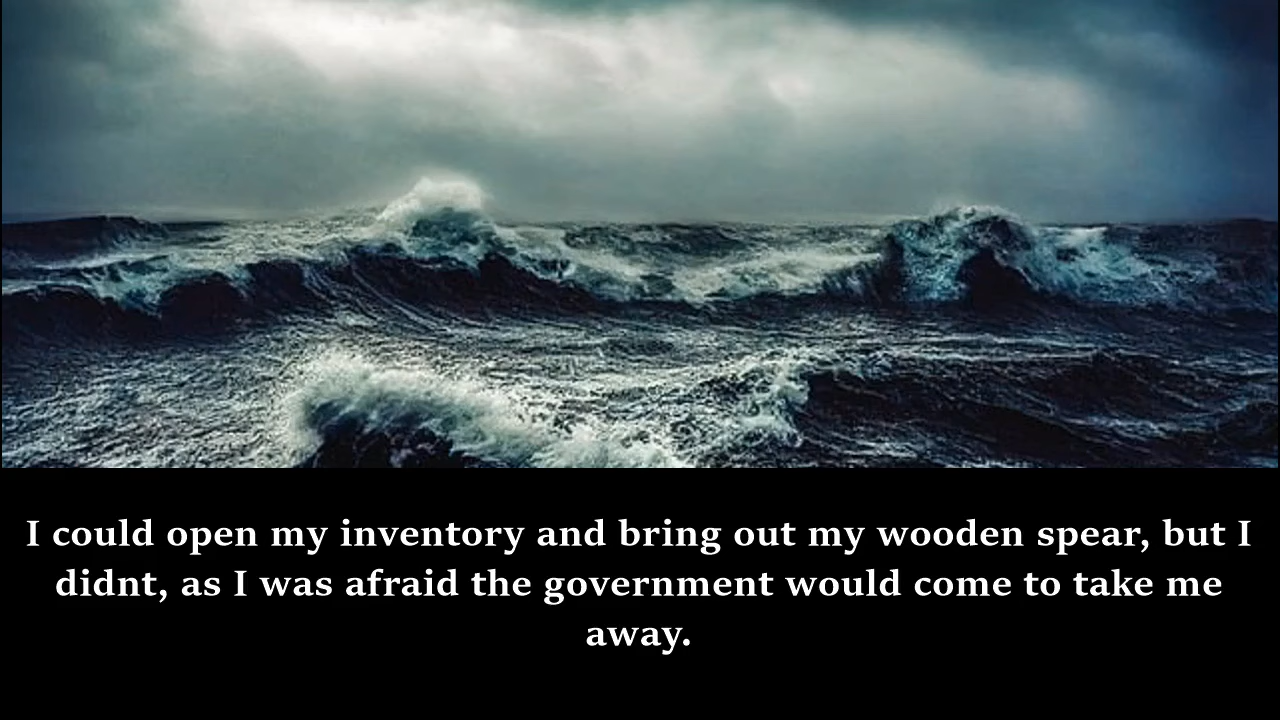 I could open my inventory and bring out my wooden spear, but I
didnt, as I was afraid the government would come to take me
away.